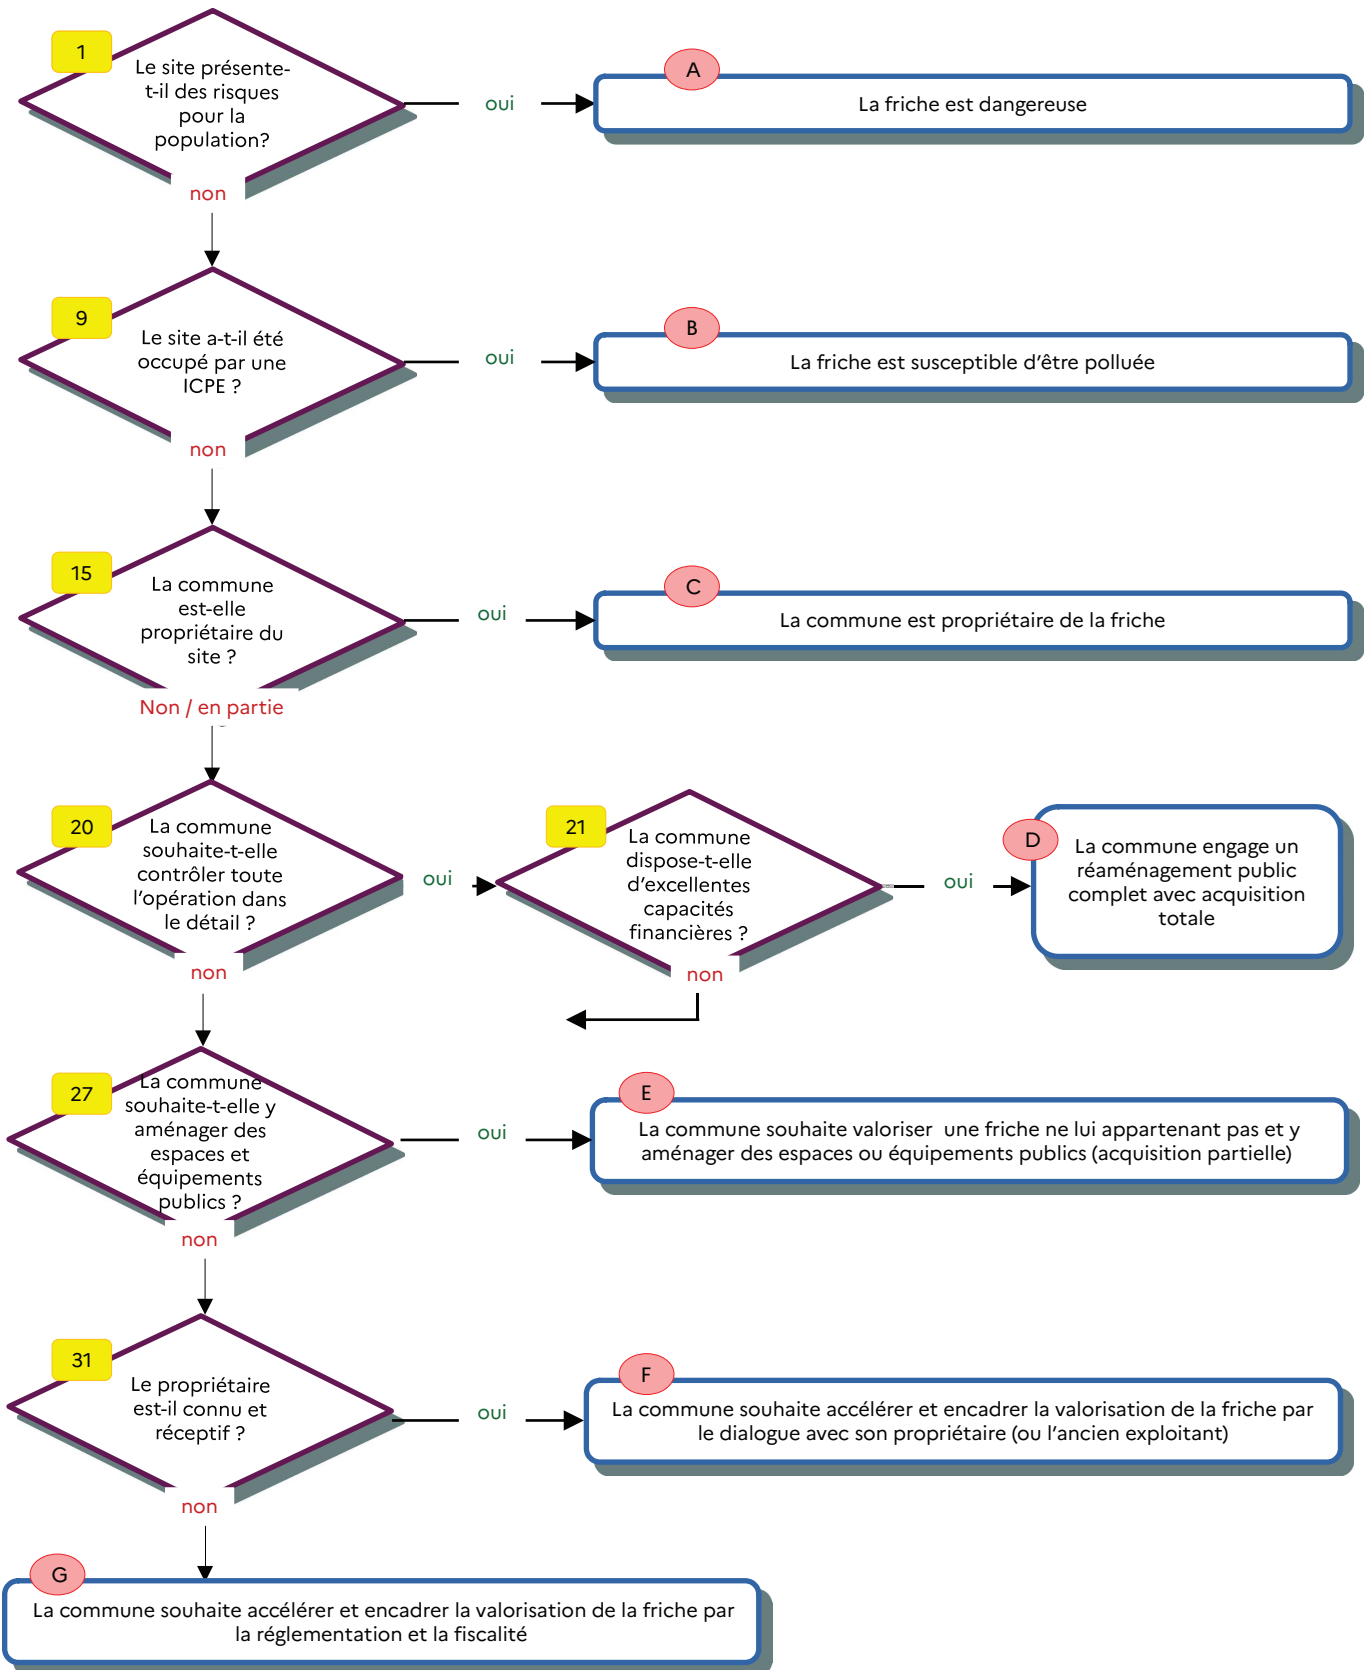 1
Le site présente-
t-il des risques
pour la
population?
oui
A
La friche est dangereuse
non
9
Le site a-t-il été
occupé par une
ICPE ?
oui
B
La friche est susceptible d'être polluée
non
15
La commune
est-elle
propriétaire du
site ?
oui
C
La commune est propriétaire de la friche
Non / en partie
20
La commune
souhaite-t-elle
contrôler toute
l'opération dans
le détail ?
oui
21
La commune
dispose-t-elle
d'excellentes
capacités
financières ?
oui
D
La commune engage un
réaménagement public
complet avec acquisition
totale
non
non
27
La commune
souhaite-t-elle y
aménager des
espaces et
équipements
publics ?
oui
E
La commune souhaite valoriser  une friche ne lui appartenant pas et y
aménager des espaces ou équipements publics (acquisition partielle)
non
31
Le propriétaire
est-il connu et
réceptif ?
oui
F
La commune souhaite accélérer et encadrer la valorisation de la friche par
le dialogue avec son propriétaire (ou l'ancien exploitant)
non
G
La commune souhaite accélérer et encadrer la valorisation de la friche par
la réglementation et la fiscalité